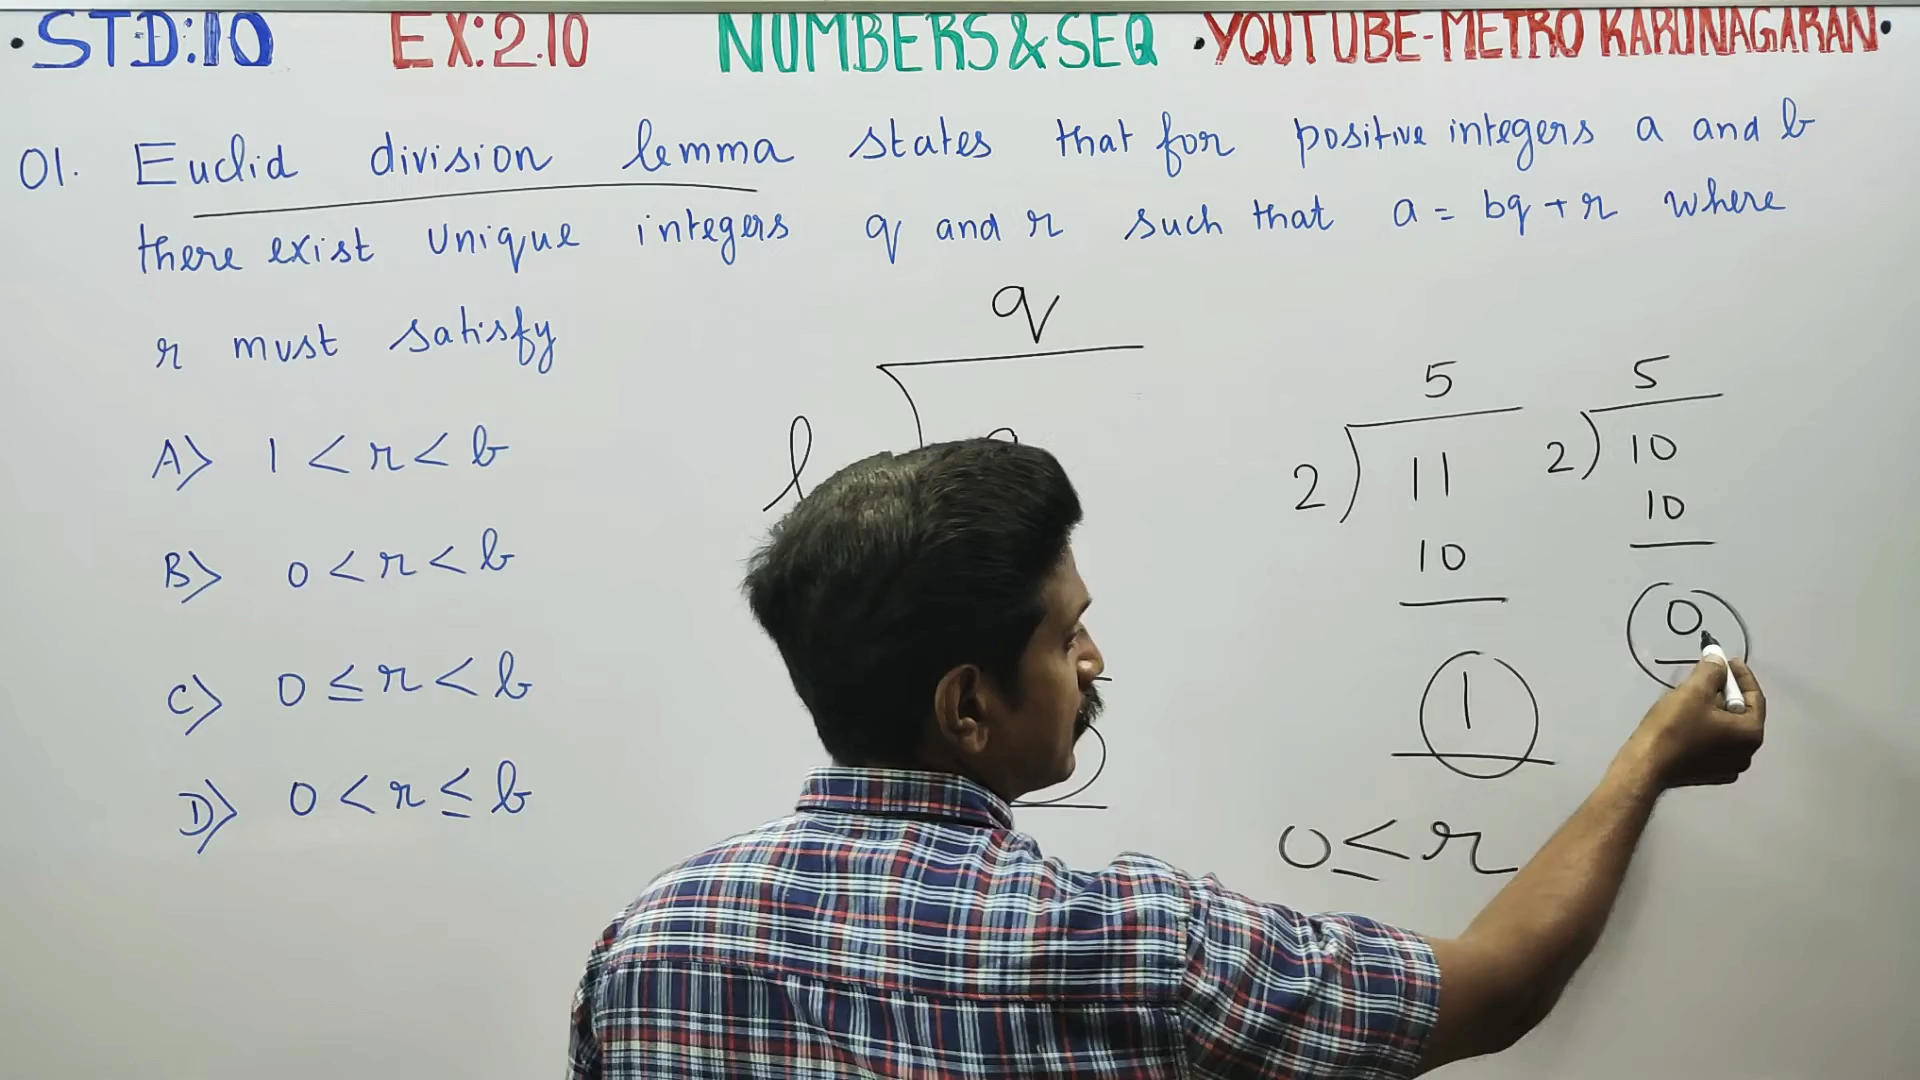 •STD:10 EX:2.10 NUMBERS & SEQ •YOUTUBE-METRO KARUNAGARAN•
01. Euclid division lemma states that for positive integers a and b
there exist unique integers q and r such that a = bq + r where
r must satisfy
A) 1 < r < b
B) 0 < r < b
C) 0 ≤ r < b
D) 0 < r ≤ b
q
b
5
2) 11
10
1
5
2) 10
10
0
0 ≤ r